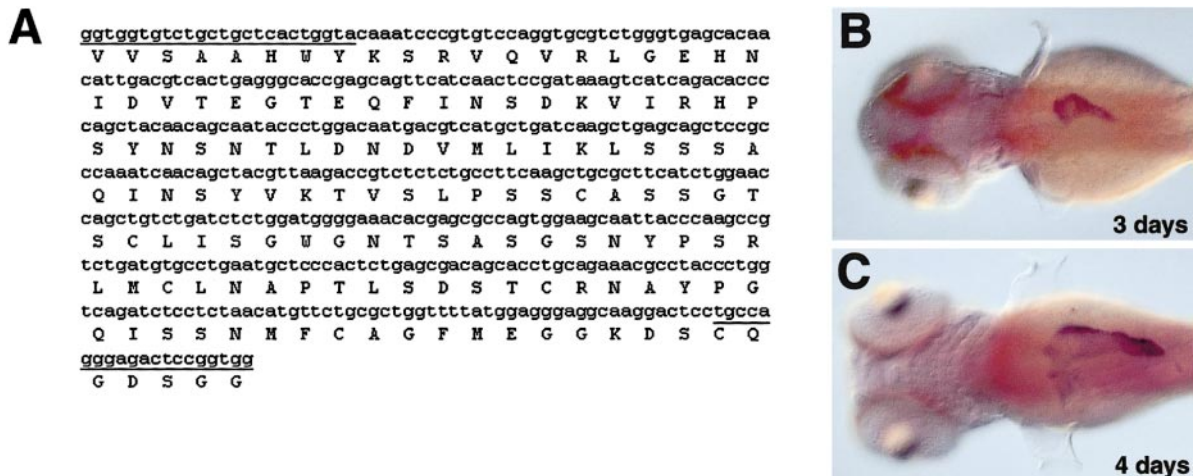 A
ggtggtgtctgctgctcactggtacaaatcccgtgtccaggtgcgtctgggtgagcacaa
V V S A A H W Y K S R V Q V R L G E H N
cattgacgtcactgagggcaccgagcagttcatcaactccgataaagtcatcagacaccc
I D V T E G T E Q F I N S D K V I R H P
cagctacaacagcaataccctggacaatgacgtcatgctgatcaagctgagcagctccgc
S Y N S N T L D N D V M L I K L S S S A
ccaaatcaacagctacgttaagaccgtctctctgccttcaagctgcgcttcatctggaac
Q I N S Y V K T V S L P S S C A S S G T
cagctgtctgatctctggatggggaaacacgagcgccagtggaagcaattacccaagccg
S C L I S G W G N T S A S G S N Y P S R
tctgatgtgcctgaatgctcccactctgagcgacagcacctgcagaaacgcctaccctgg
L M C L N A P T L S D S T C R N A Y P G
tcagatctcctctaacatgttctgcgctggttttatggagggaggcaaggactcctgcca
Q I S S N M F C A G F M E G G K D S C Q
gggagactccggtgg
G D S G G
B
3 days
C
4 days